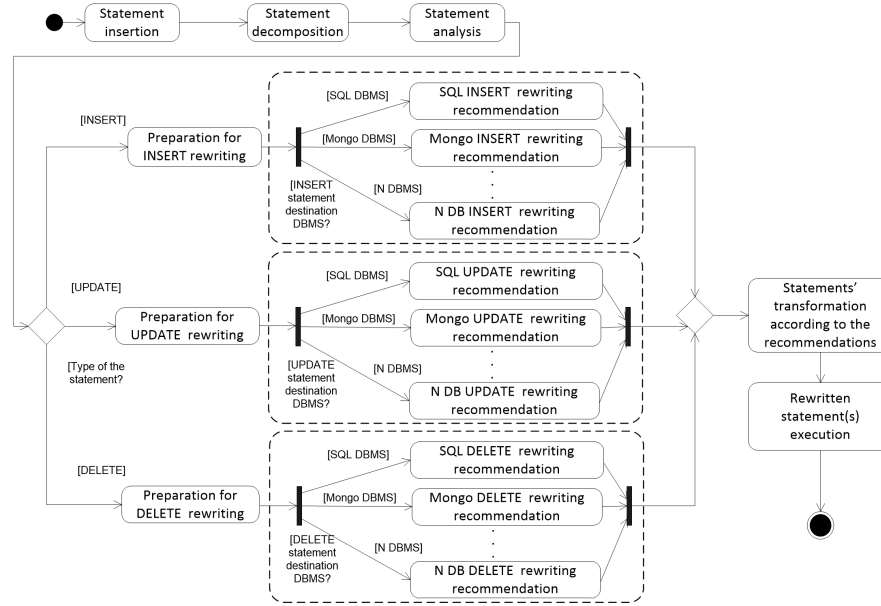 Statement
insertion
Statement
decomposition
Statement
analysis
[INSERT]
Preparation for
INSERT rewriting
[SQL DBMS]
SQL INSERT rewriting
recommendation
[Mongo DBMS]
Mongo INSERT rewriting
recommendation
[INSERT
statement
destination
DBMS?
[N DBMS]
N DB INSERT rewriting
recommendation
[UPDATE]
Preparation for
UPDATE rewriting
[Type of the
statement?
[SQL DBMS]
SQL UPDATE rewriting
recommendation
[Mongo DBMS]
Mongo UPDATE rewriting
recommendation
[UPDATE
statement
destination
DBMS?
[N DBMS]
N DB UPDATE rewriting
recommendation
[DELETE]
Preparation for
DELETE rewriting
[SQL DBMS]
SQL DELETE rewriting
recommendation
[Mongo DBMS]
Mongo DELETE rewriting
recommendation
[DELETE
statement
destination
DBMS?
[N DBMS]
N DB DELETE rewriting
recommendation
Statements'
transformation
according to the
recommendations
Rewritten
statement(s)
execution